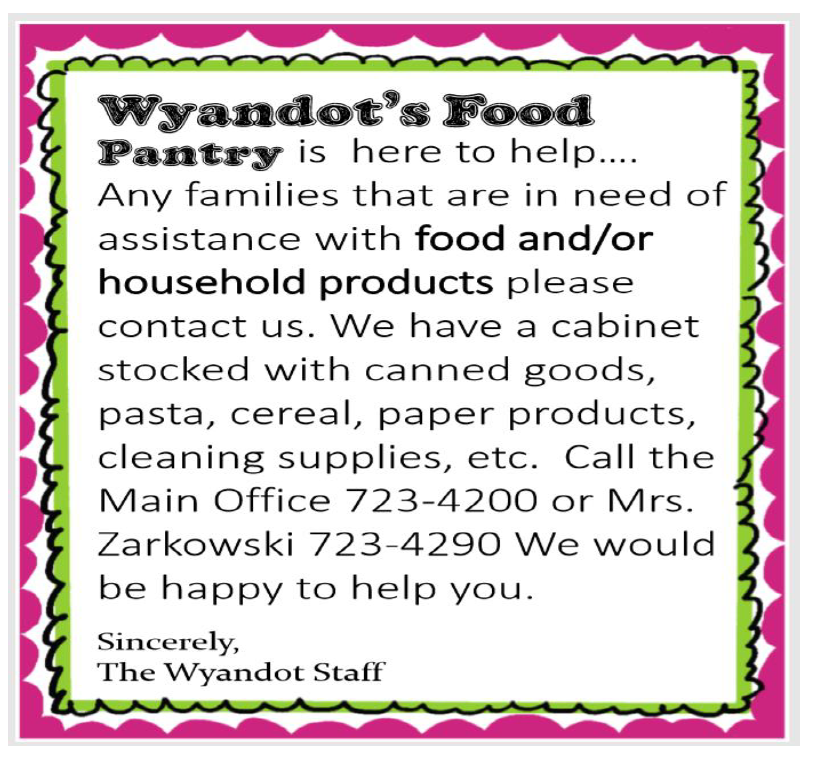 Wyandot's Food
Pantry is here to help....
Any families that are in need of
assistance with food and/or
household products please
contact us. We have a cabinet
stocked with canned goods,
pasta, cereal, paper products,
cleaning supplies, etc.  Call the
Main Office 723-4200 or Mrs.
Zarkowski 723-4290 We would
be happy to help you.
Sincerely,
The Wyandot Staff